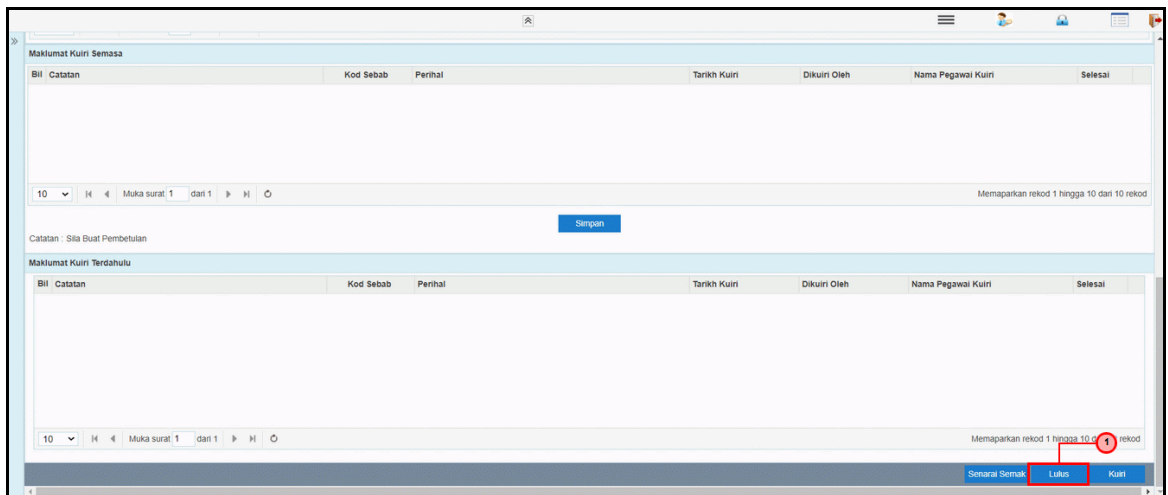 Maklumat Kuiri Semasa
Bil Catatan Kod Sebab Perihal Tarikh Kuiri Dikuiri Oleh Nama Pegawai Kuiri Selesai
10 Muka surat 1 dari 1 Memaparkan rekod 1 hingga 10 dari 10 rekod
Simpan
Catatan : Sila Buat Pembetulan
Maklumat Kuiri Terdahulu
Bil Catatan Kod Sebab Perihal Tarikh Kuiri Dikuiri Oleh Nama Pegawai Kuiri Selesai
10 Muka surat 1 dari 1 Memaparkan rekod 1 hingga 10 rekod
1
Senarai Semak Lulus Kuiri